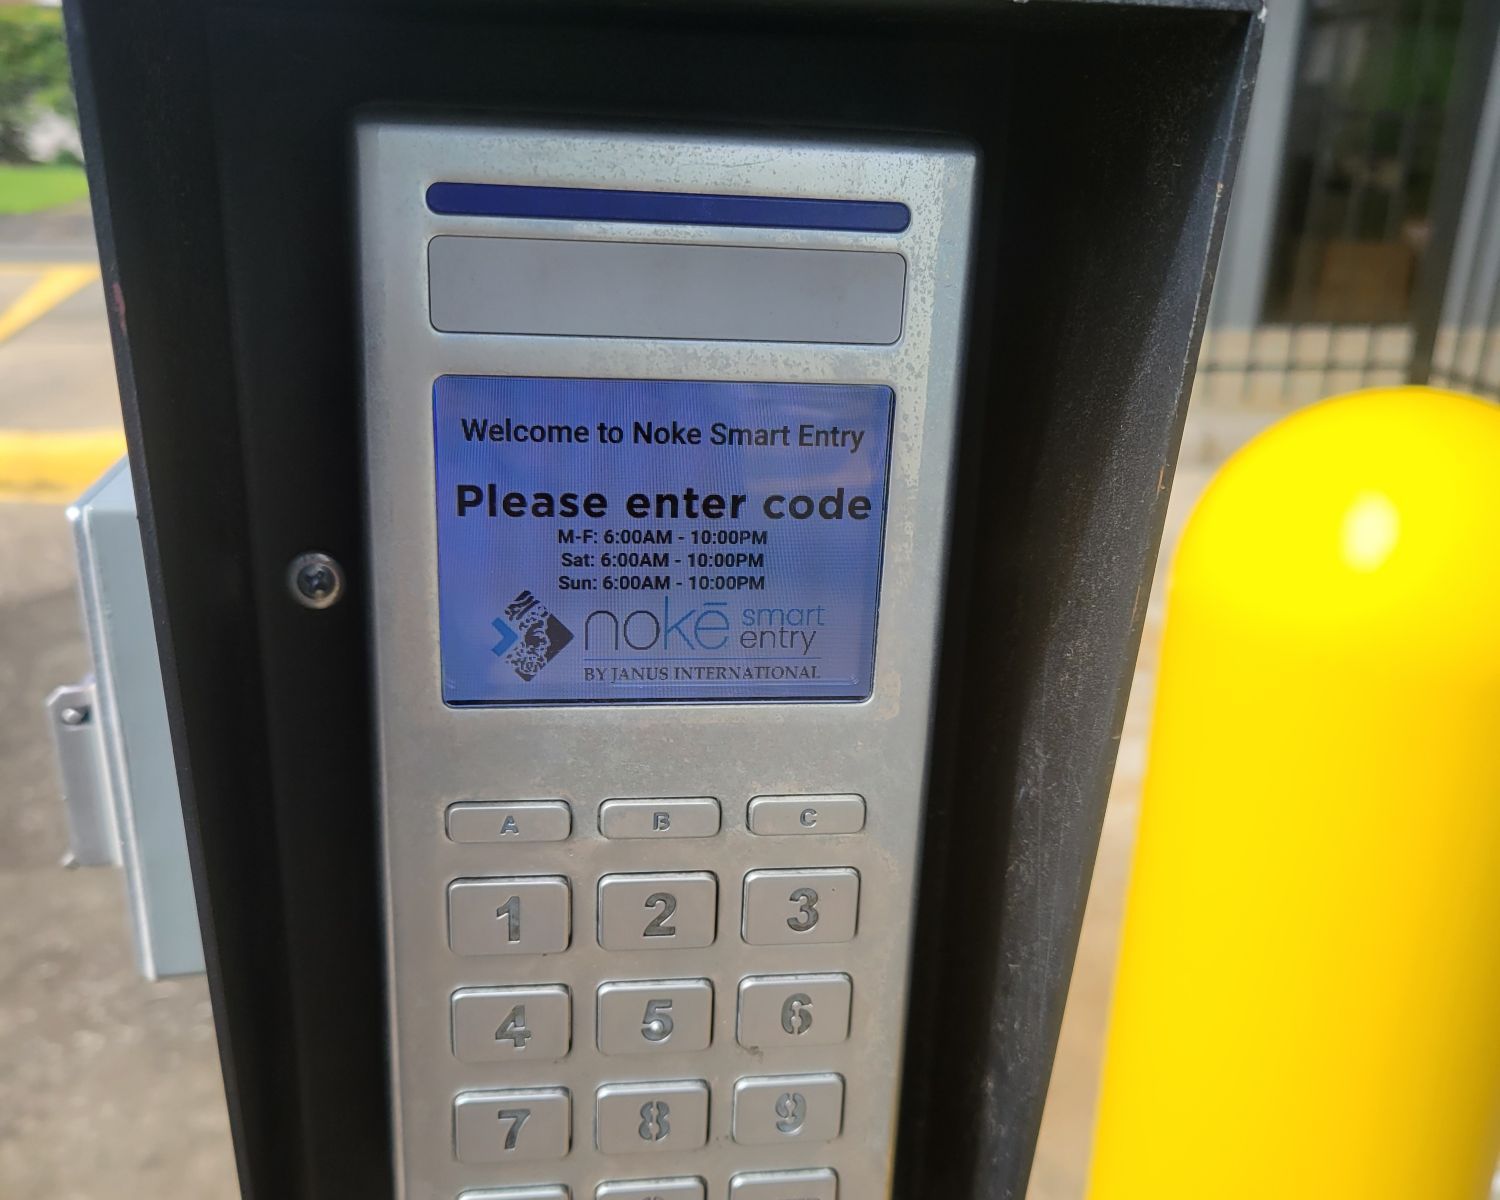 Welcome to Noke Smart Entry
Please enter code
M-F: 6:00AM - 10:00PM
Sat: 6:00AM - 10:00PM
Sun: 6:00AM - 10:00PM
nokē smart entry
BY JANUS INTERNATIONAL
A B C
1 2 3
4 5 6
7 8 9